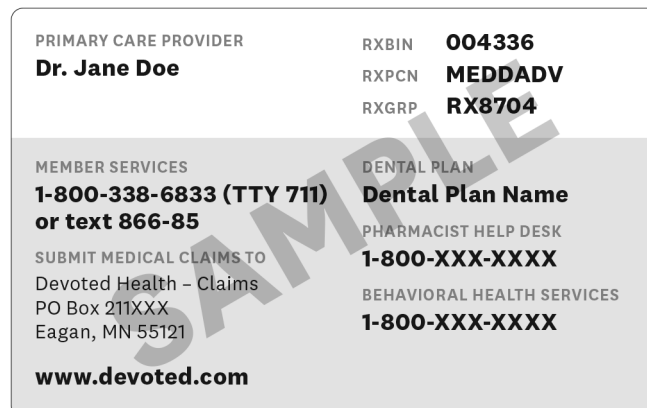 PRIMARY CARE PROVIDER
Dr. Jane Doe
RXBIN 004336
RXPCN MEDDADV
RXGRP RX8704
MEMBER SERVICES
1-800-338-6833 (TTY 711)
or text 866-85
SUBMIT MEDICAL CLAIMS TO
Devoted Health – Claims
PO Box 211XXX
Eagan, MN 55121
www.devoted.com
DENTAL PLAN
Dental Plan Name
PHARMACIST HELP DESK
1-800-XXX-XXXX
BEHAVIORAL HEALTH SERVICES
1-800-XXX-XXXX
SAMPLE